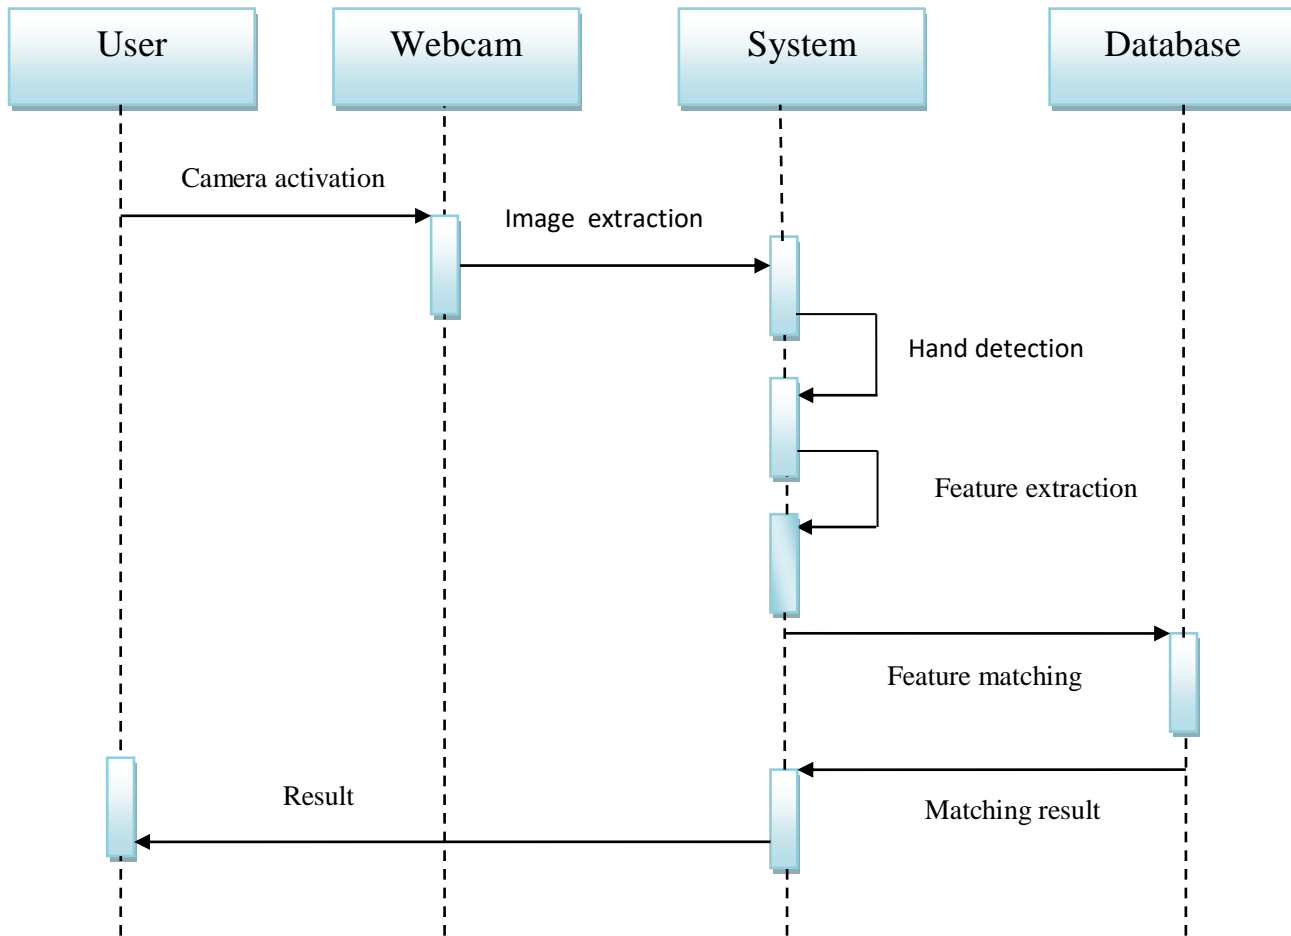 User
Webcam
System
Database
Camera activation
Image  extraction
Hand detection
Feature extraction
Feature matching
Matching result
Result